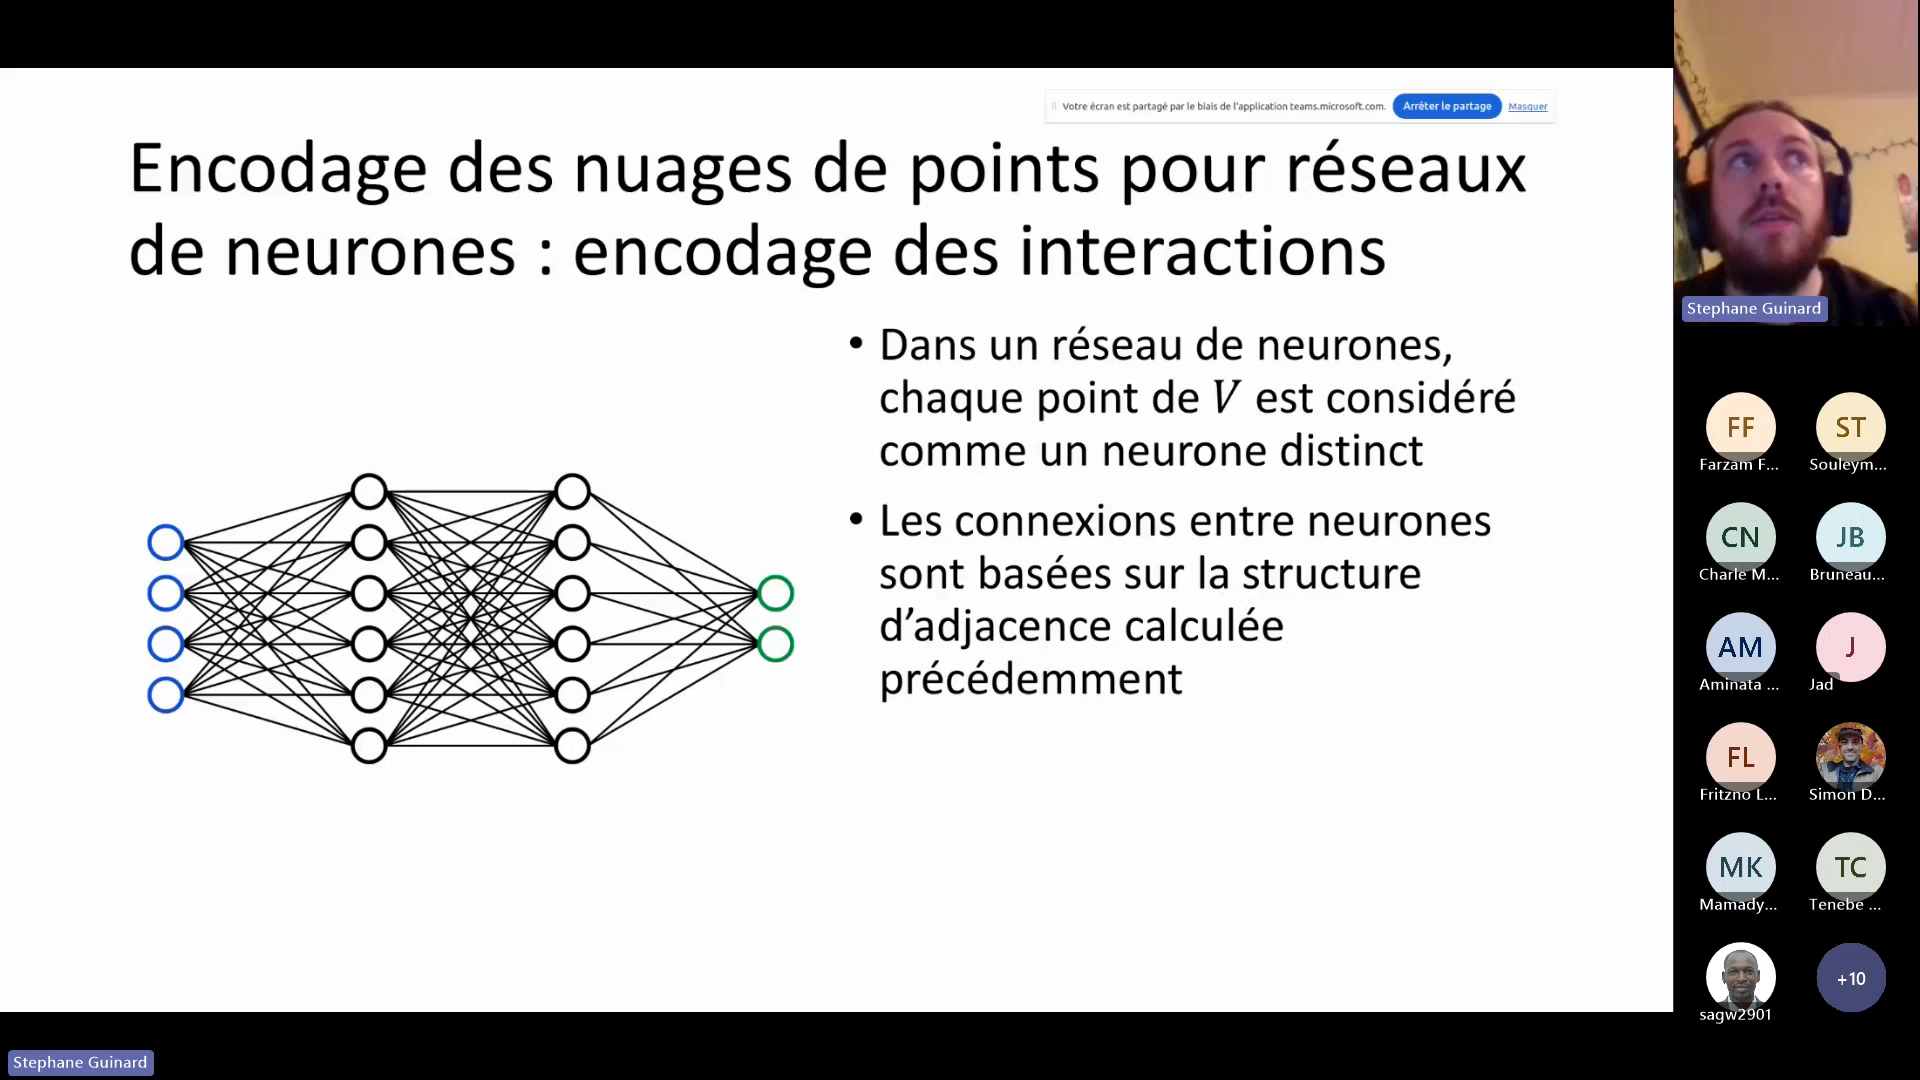 Votre écran est partagé par le biais de l'application teams.microsoft.com.
Arrêter le partage
Masquer
Encodage des nuages de points pour réseaux
de neurones : encodage des interactions
• Dans un réseau de neurones,
chaque point de V est considéré
comme un neurone distinct
• Les connexions entre neurones
sont basées sur la structure
d’adjacence calculée
précédemment
Stephane Guinard
FF
Farzam F...
ST
Souleym...
CN
Charle M...
JB
Bruneau...
AM
Aminata ...
J
Jad
FL
Fritzno L...
Simon D...
MK
Mamady...
TC
Tenebe ...
sagw2901
+10
Stephane Guinard